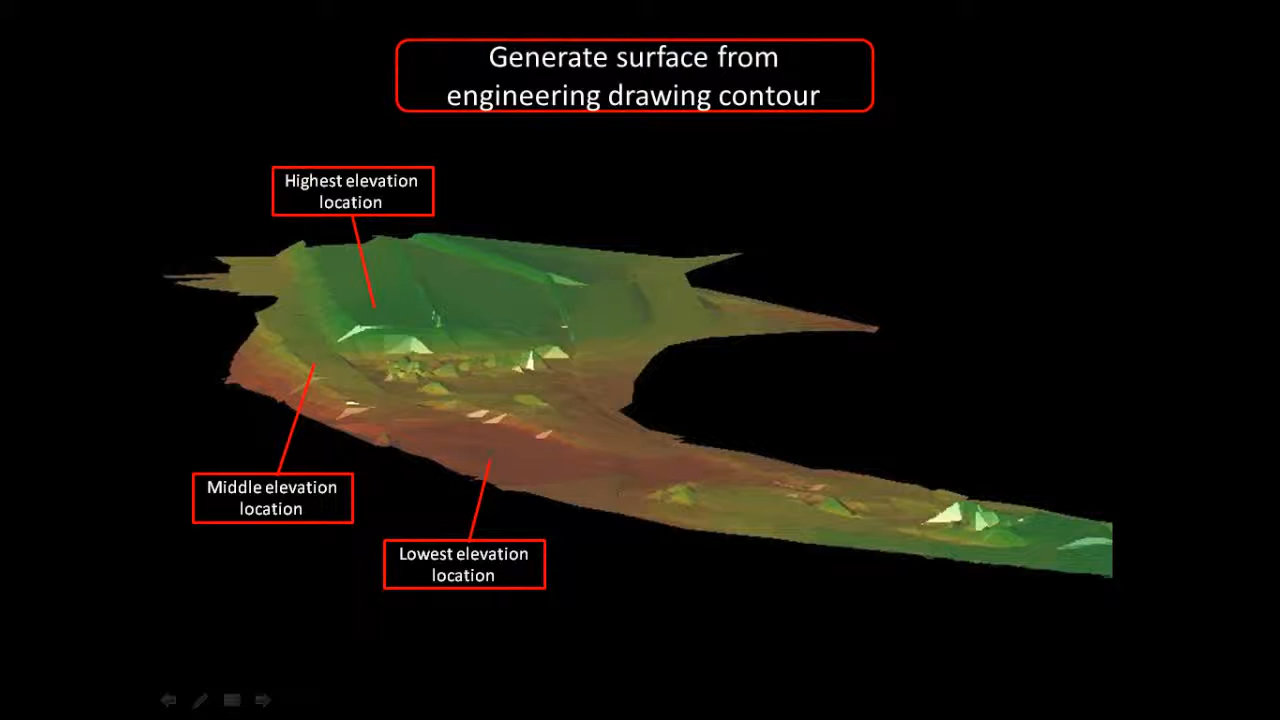 Generate surface from
engineering drawing contour
Highest elevation
location
Middle elevation
location
Lowest elevation
location